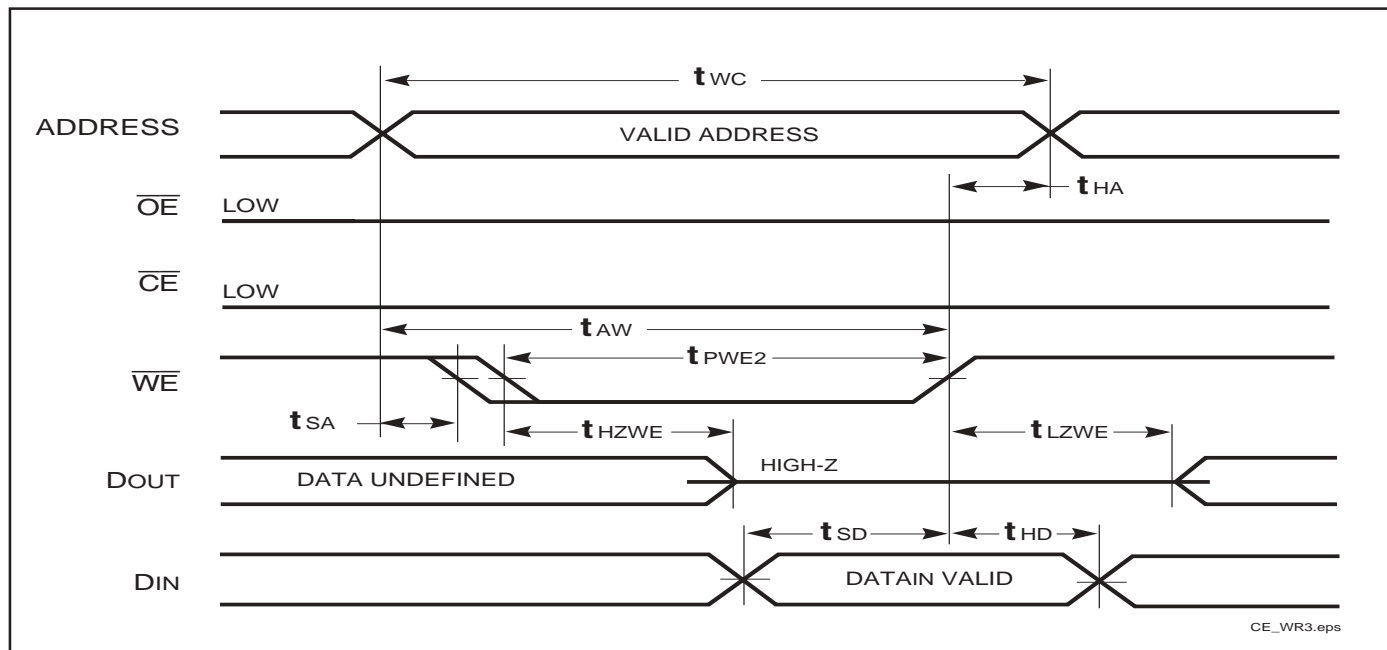 tWC
ADDRESS
VALID ADDRESS
tHA
OE
LOW
CE
LOW
tAW
tPWE2
WE
tSA
tHZWE
tLZWE
HIGH-Z
DOUT
DATA UNDEFINED
tSD
tHD
DIN
DATAIN VALID
CE_WR3.eps